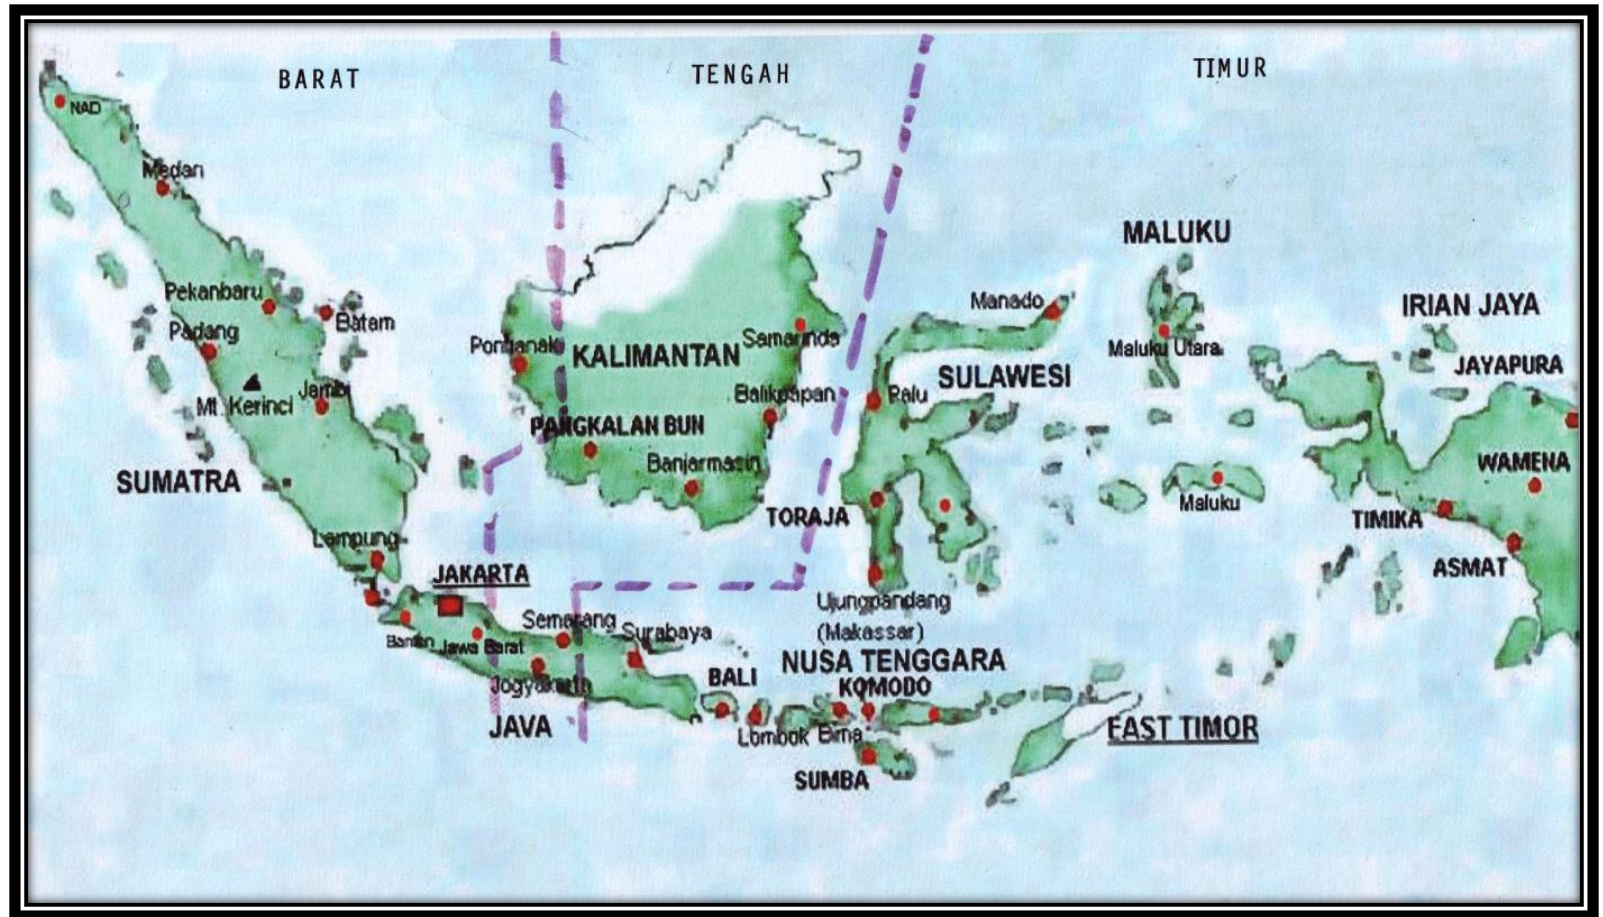 BARAT
TENGAH
TIMUR
NAD
Medan
MALUKU
Pekanbaru
Batam
Padang
Mt. Kerinci
Jambi
SUMATRA
Lampung
JAKARTA
Banten
Jawa Barat
Semarang
Surabaya
Jogyakarta
JAVA
Pontianak
KALIMANTAN
Samarinda
Balikpapan
PANGKALAN BUN
Banjarmasin
Manado
SULAWESI
Palu
TORAJA
Ujungpandang
(Makassar)
BALI
NUSA TENGGARA
KOMODO
Lombok
Bima
SUMBA
EAST TIMOR
Maluku Utara
Maluku
IRIAN JAYA
JAYAPURA
WAMENA
TIMIKA
ASMAT